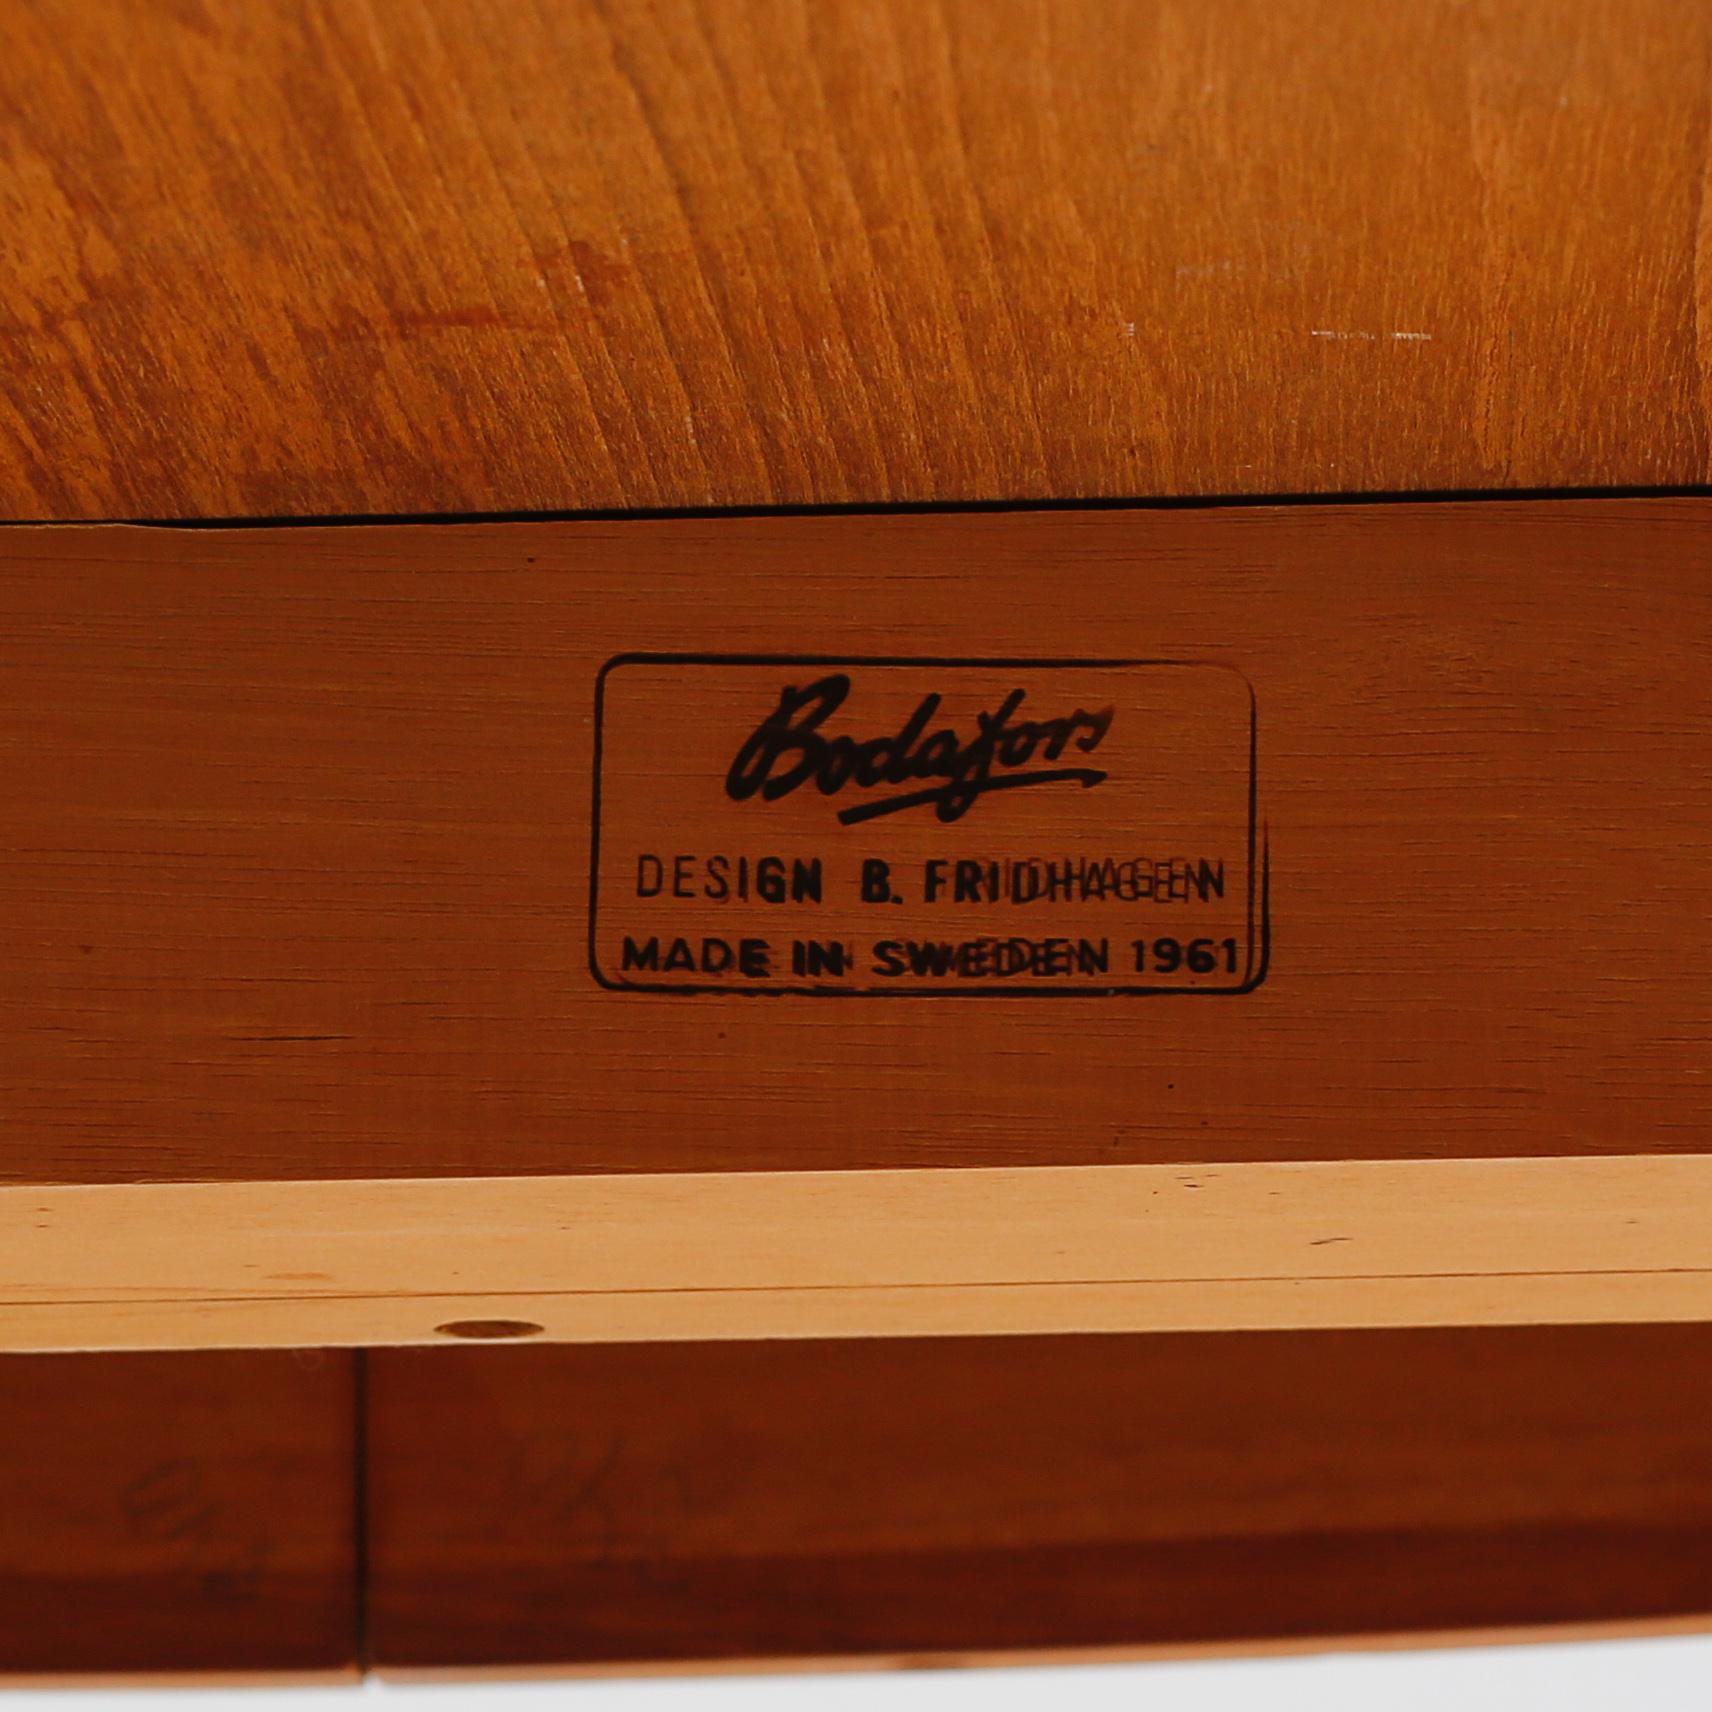 Bodafors
DESIGN B. FRIDHAGEN
MADE IN SWEDEN 1961